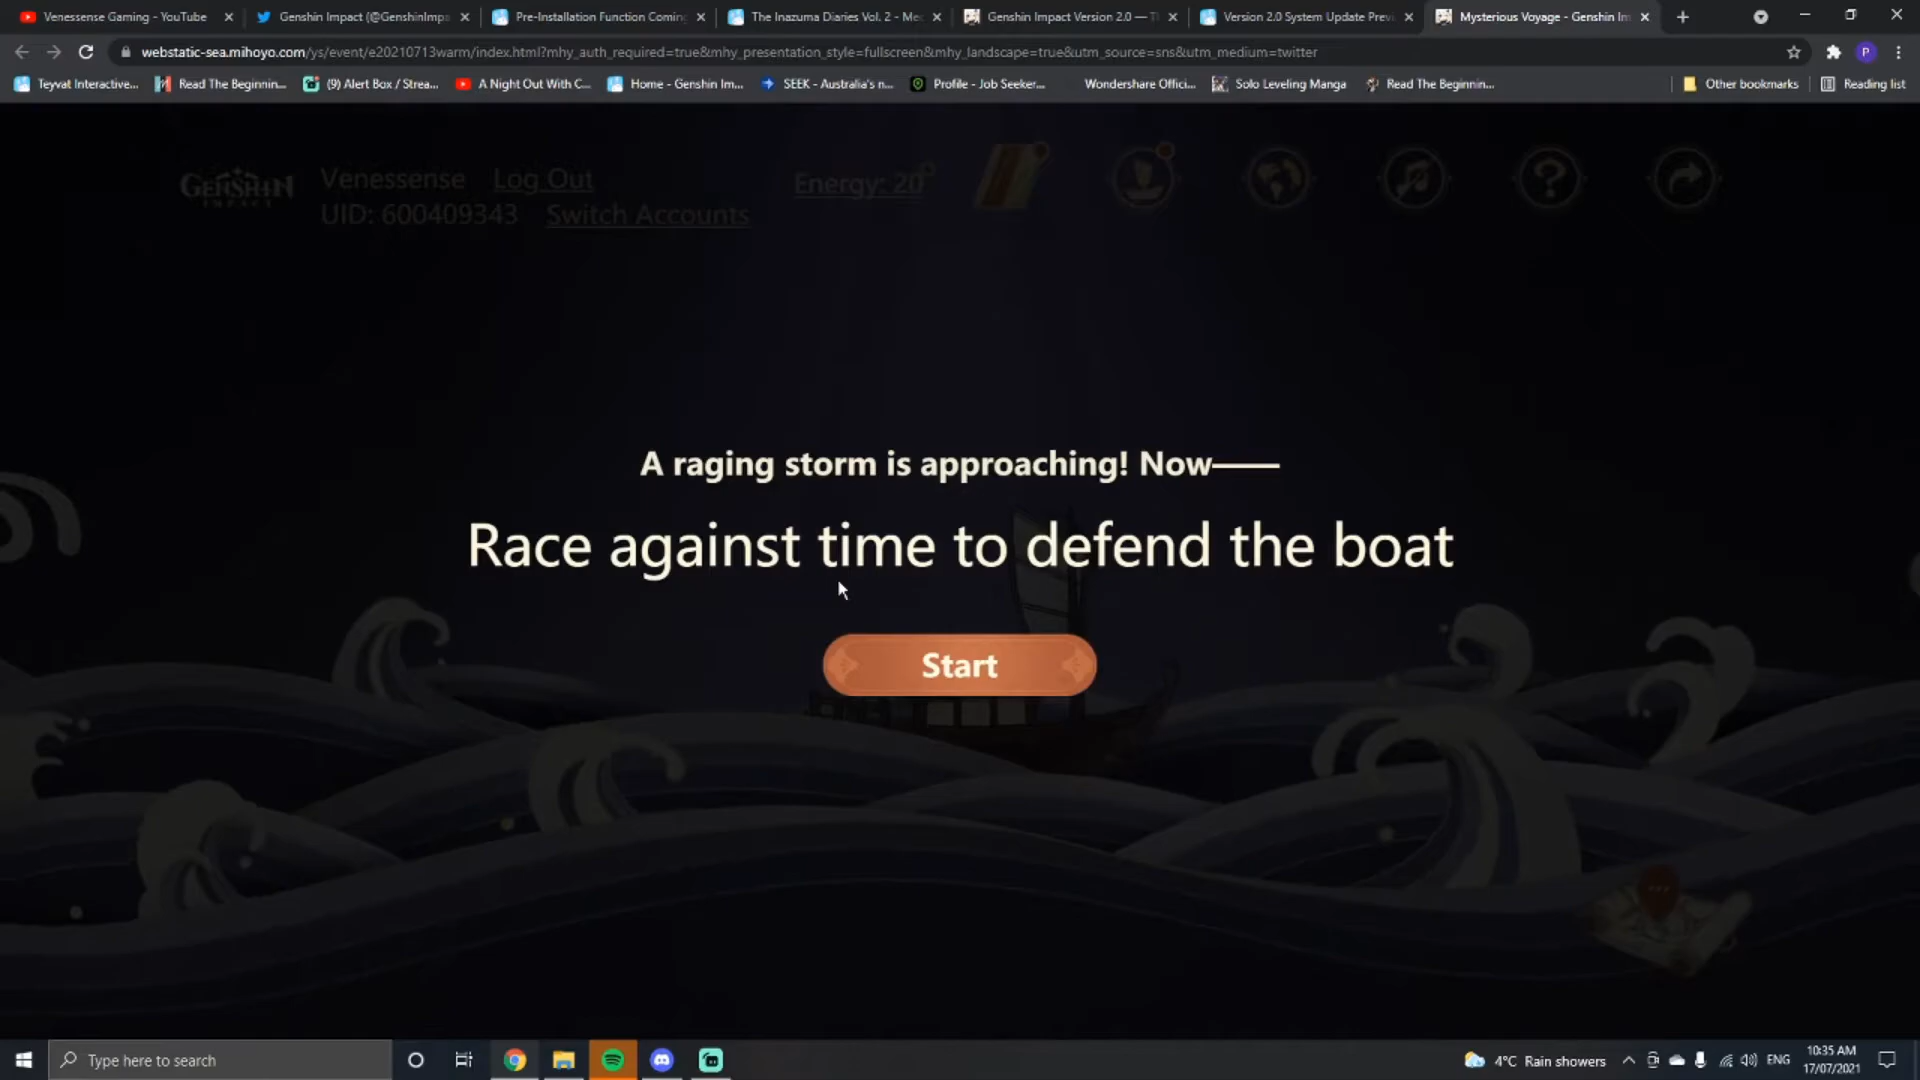 Venessense Gaming - YouTube
Genshin Impact (@GenshinImpa
Pre-Installation Function Coming
The Inazuma Diaries Vol. 2 - Me
Genshin Impact Version 2.0 — T
Version 2.0 System Update Previ
Mysterious Voyage - Genshin Im
webstatic-sea.mihoyo.com/ys/event/e20210713warm/index.html?mhy_auth_required=true&mhy_presentation_style=fullscreen&mhy_landscape=true&utm_source=sns&utm_medium=twitter
P
Teyvat Interactive...
Read The Beginnin...
(9) Alert Box / Strea...
A Night Out With C...
Home - Genshin Im...
SEEK - Australia's n...
Profile - Job Seeker...
Wondershare Offici...
Solo Leveling Manga
Read The Beginnin...
Other bookmarks
Reading list
GENSHIN
IMPACT
Venessense
Log Out
UID: 600409343
Switch Accounts
Energy: 20
A raging storm is approaching! Now——
Race against time to defend the boat
Start
Type here to search
4°C Rain showers
ENG
10:35 AM
17/07/2021